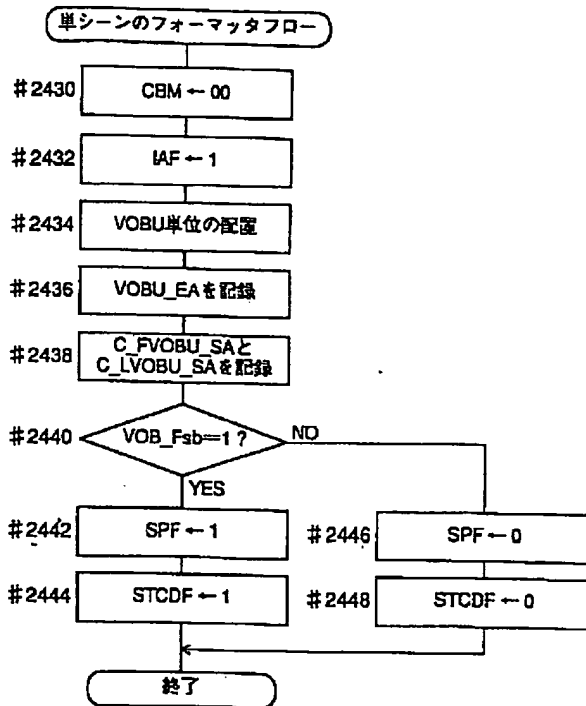 単シーンのフォーマッタフロー
#2430
CBM ← 00
#2432
IAF ← 1
#2434
VOBU単位の配置
#2436
VOBU_EAを記録
#2438
C_FVOBU_SAと
C_LVOBU_SAを記録
#2440
VOB_Fsb==1 ?
NO
YES
#2442
SPF ← 1
#2446
SPF ← 0
#2444
STCDF ← 1
#2448
STCDF ← 0
終了